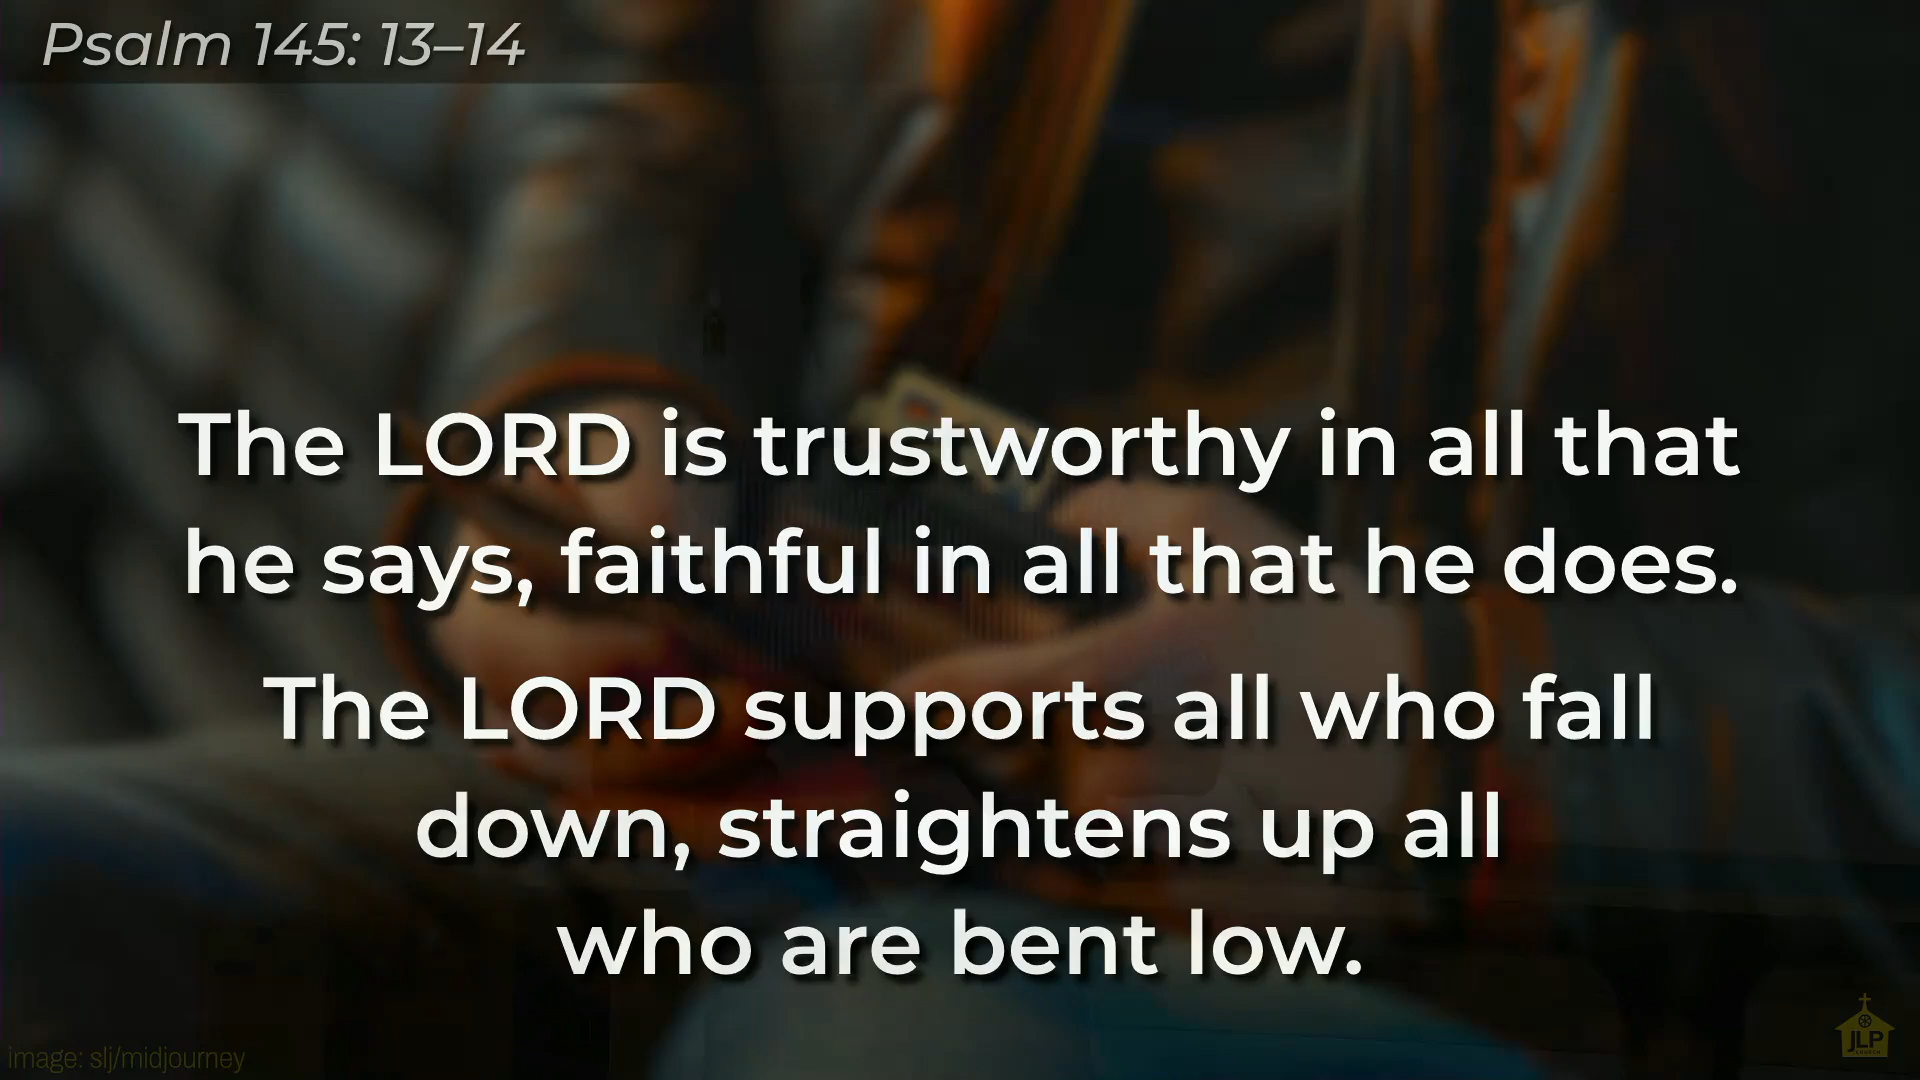 Psalm 145: 13–14
The LORD is trustworthy in all that
he says, faithful in all that he does.
The LORD supports all who fall
down, straightens up all
who are bent low.
image: slj/midjourney
JLP